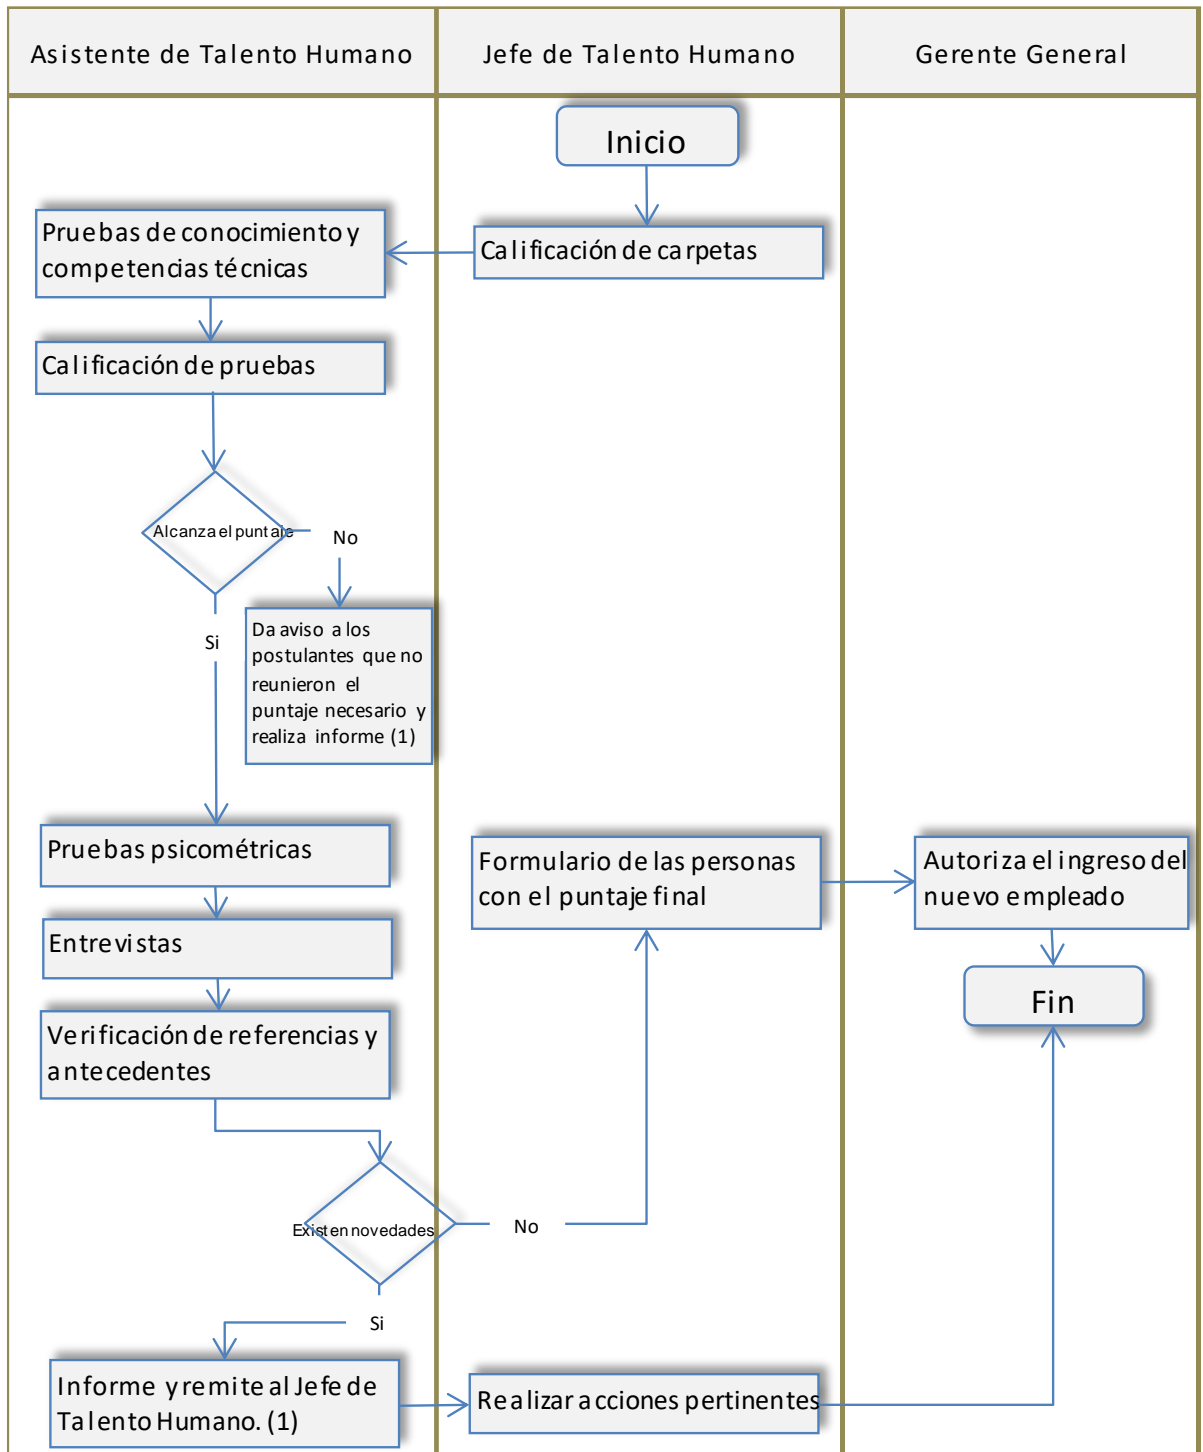 Asistente de Talento Humano
Jefe de Talento Humano
Gerente General
Inicio
Calificación de carpetas
Pruebas de conocimiento y
competencias técnicas
Calificación de pruebas
Alcanza el puntaje
No
Si
Da aviso a los
postulantes que no
reunieron el
puntaje necesario y
realiza informe (1)
Pruebas psicométricas
Formulario de las personas
con el puntaje final
Autoriza el ingreso del
nuevo empleado
Entrevistas
Fin
Verificación de referencias y
antecedentes
Existen novedades
No
Si
Informe y remite al Jefe de
Talento Humano. (1)
Realizar acciones pertinentes